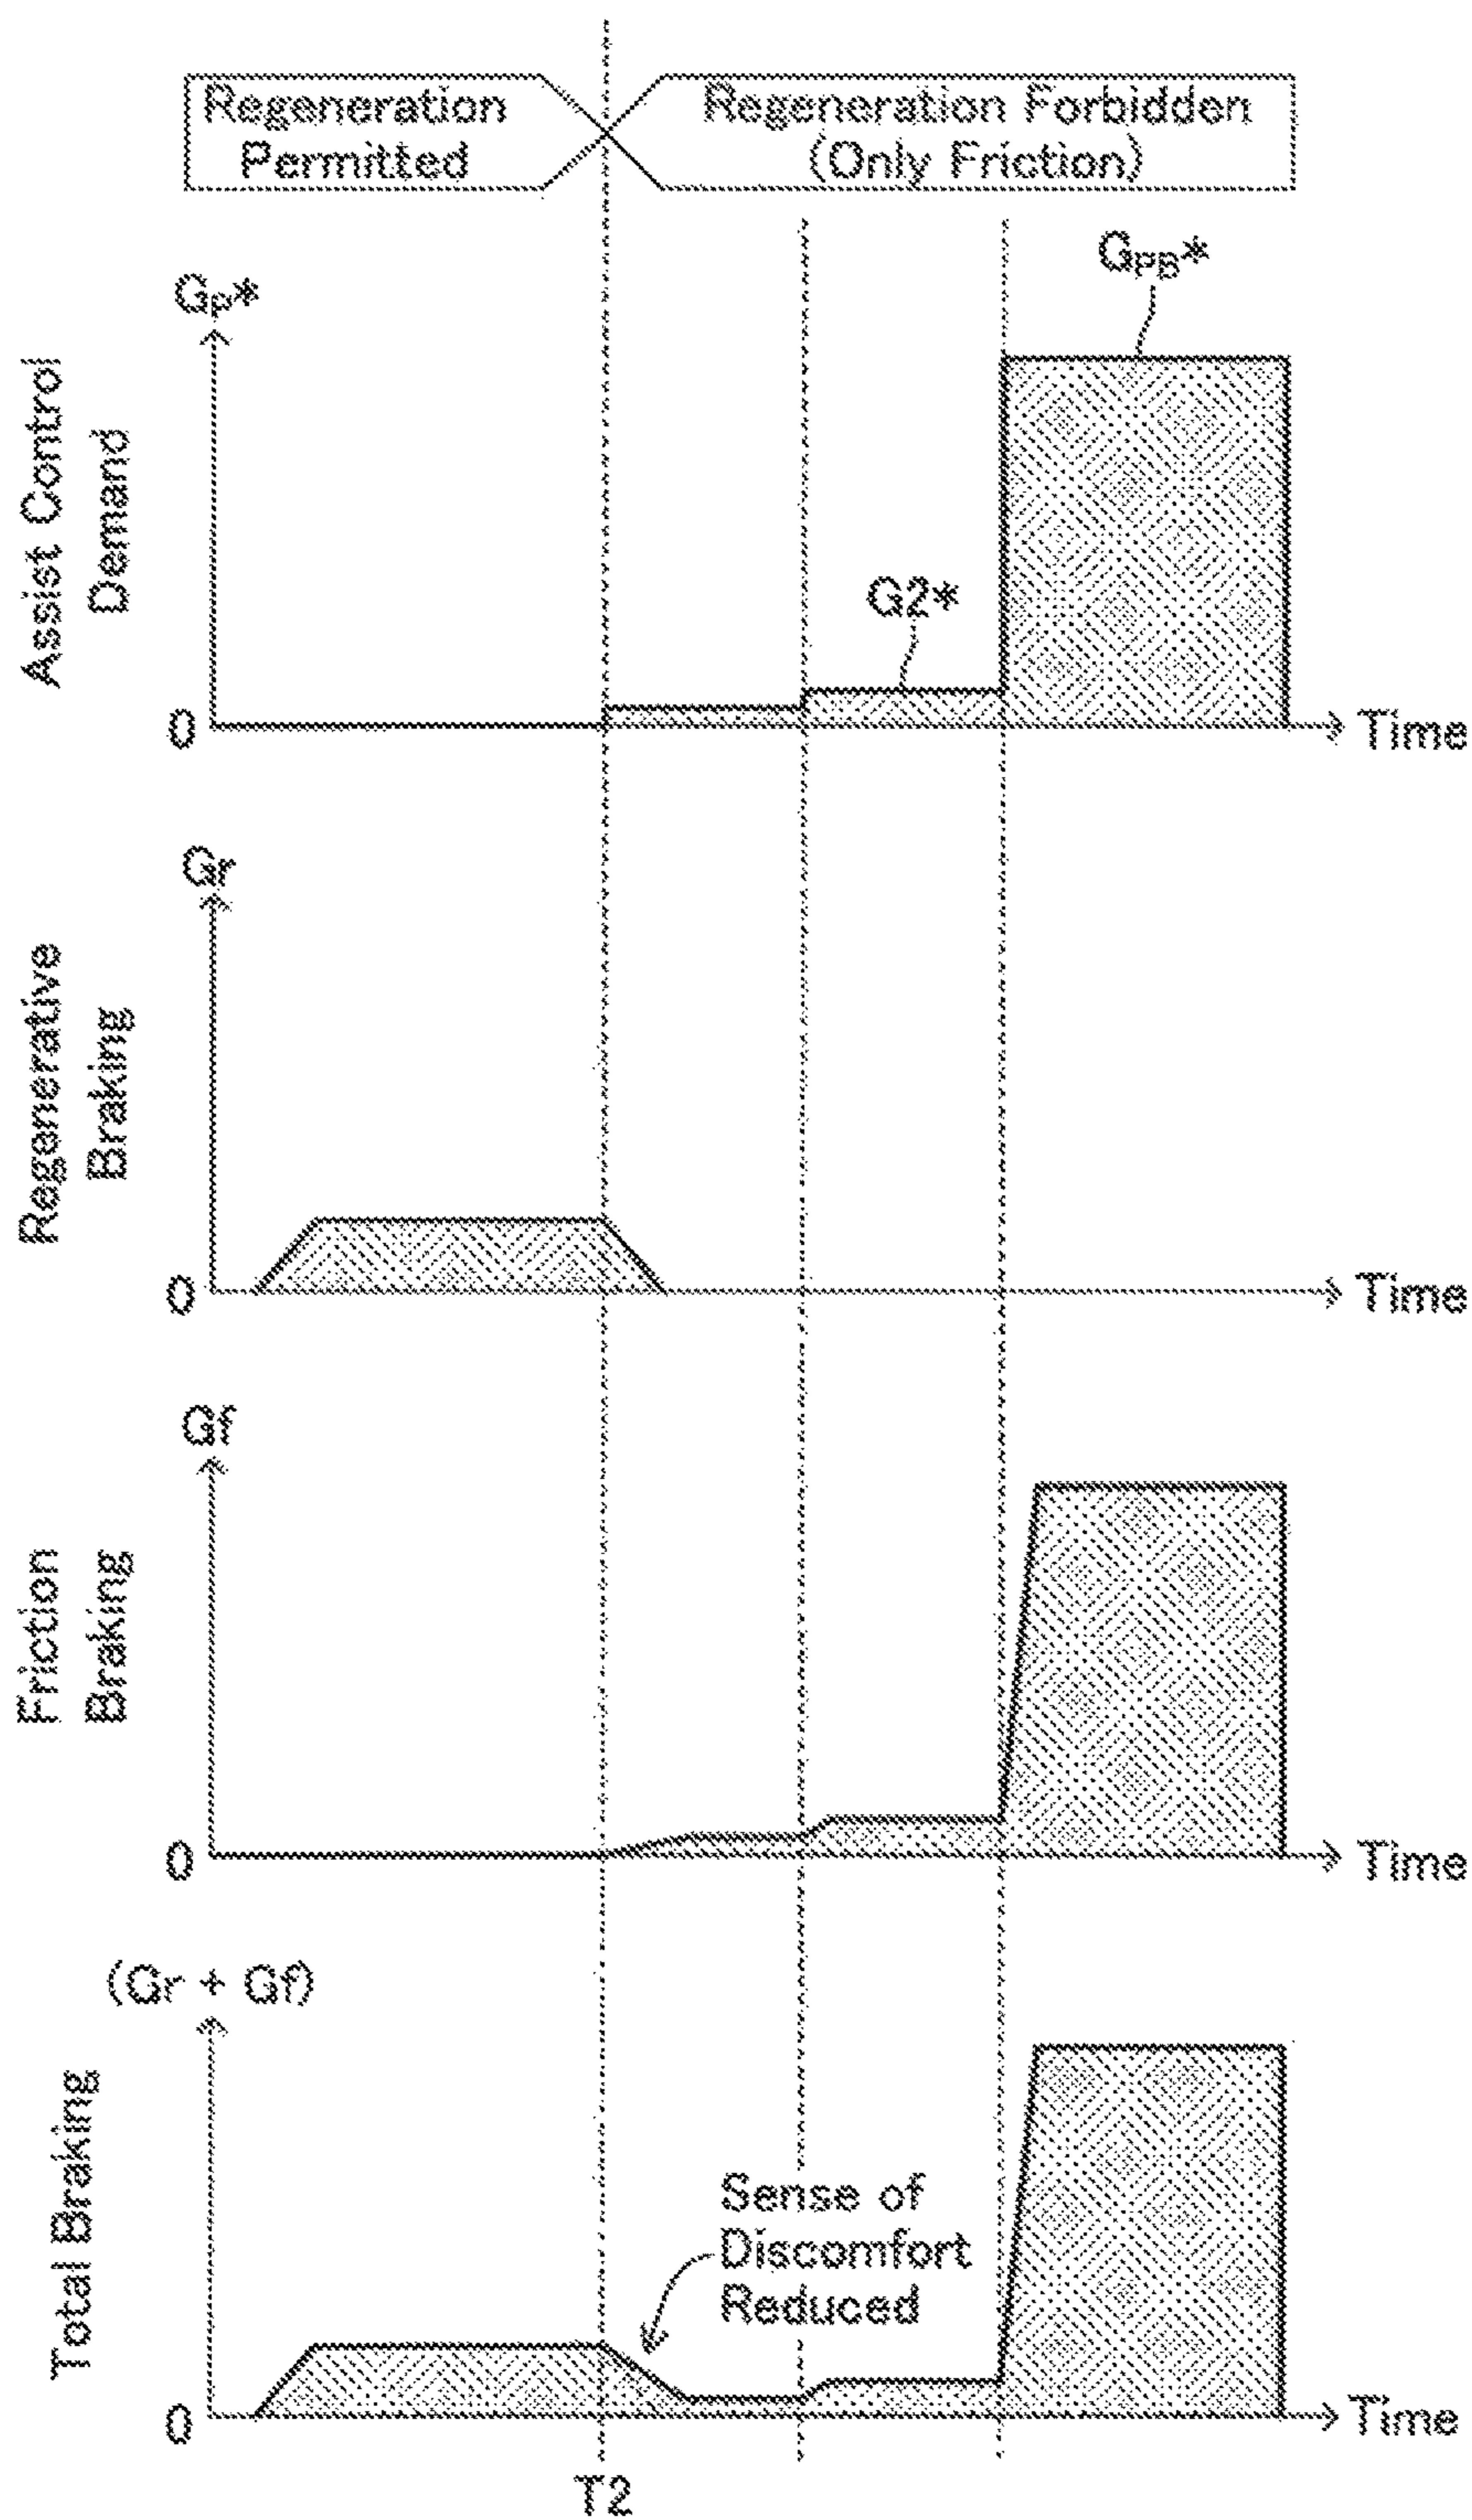 Regeneration
Permitted
Regeneration Forbidden
(Only Friction)
Assist Control
Demand
GP*
GPB*
G2*
0
Time
Regenerative
Braking
Gr
0
Time
Friction
Braking
Gf
0
Time
Total Braking
(Gr + Gf)
Sense of
Discomfort
Reduced
0
Time
T2